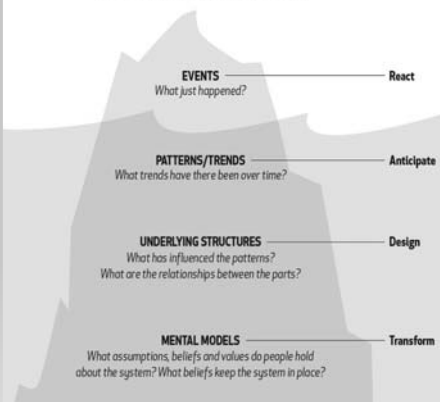 EVENTS React
What just happened?
PATTERNS/TRENDS Anticipate
What trends have there been over time?
UNDERLYING STRUCTURES Design
What has influenced the patterns?
What are the relationships between the parts?
MENTAL MODELS Transform
What assumptions, beliefs and values do people hold
about the system? What beliefs keep the system in place?